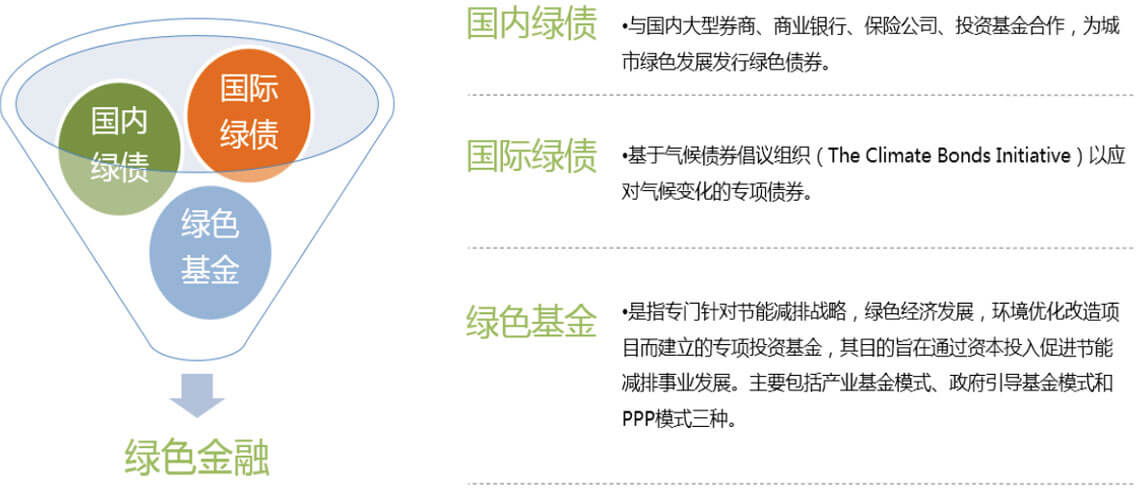 国内
绿债
国际
绿债
绿色
基金
绿色金融
国内绿债
•与国内大型券商、商业银行、保险公司、投资基金合作，为城
市绿色发展发行绿色债券。
国际绿债
•基于气候债券倡议组织（The Climate Bonds Initiative）以应
对气候变化的专项债券。
绿色基金
•是指专门针对节能减排战略，绿色经济发展，环境优化改造项
目而建立的专项投资基金，其目的旨在通过资本投入促进节能
减排事业发展。主要包括产业基金模式、政府引导基金模式和
PPP模式三种。